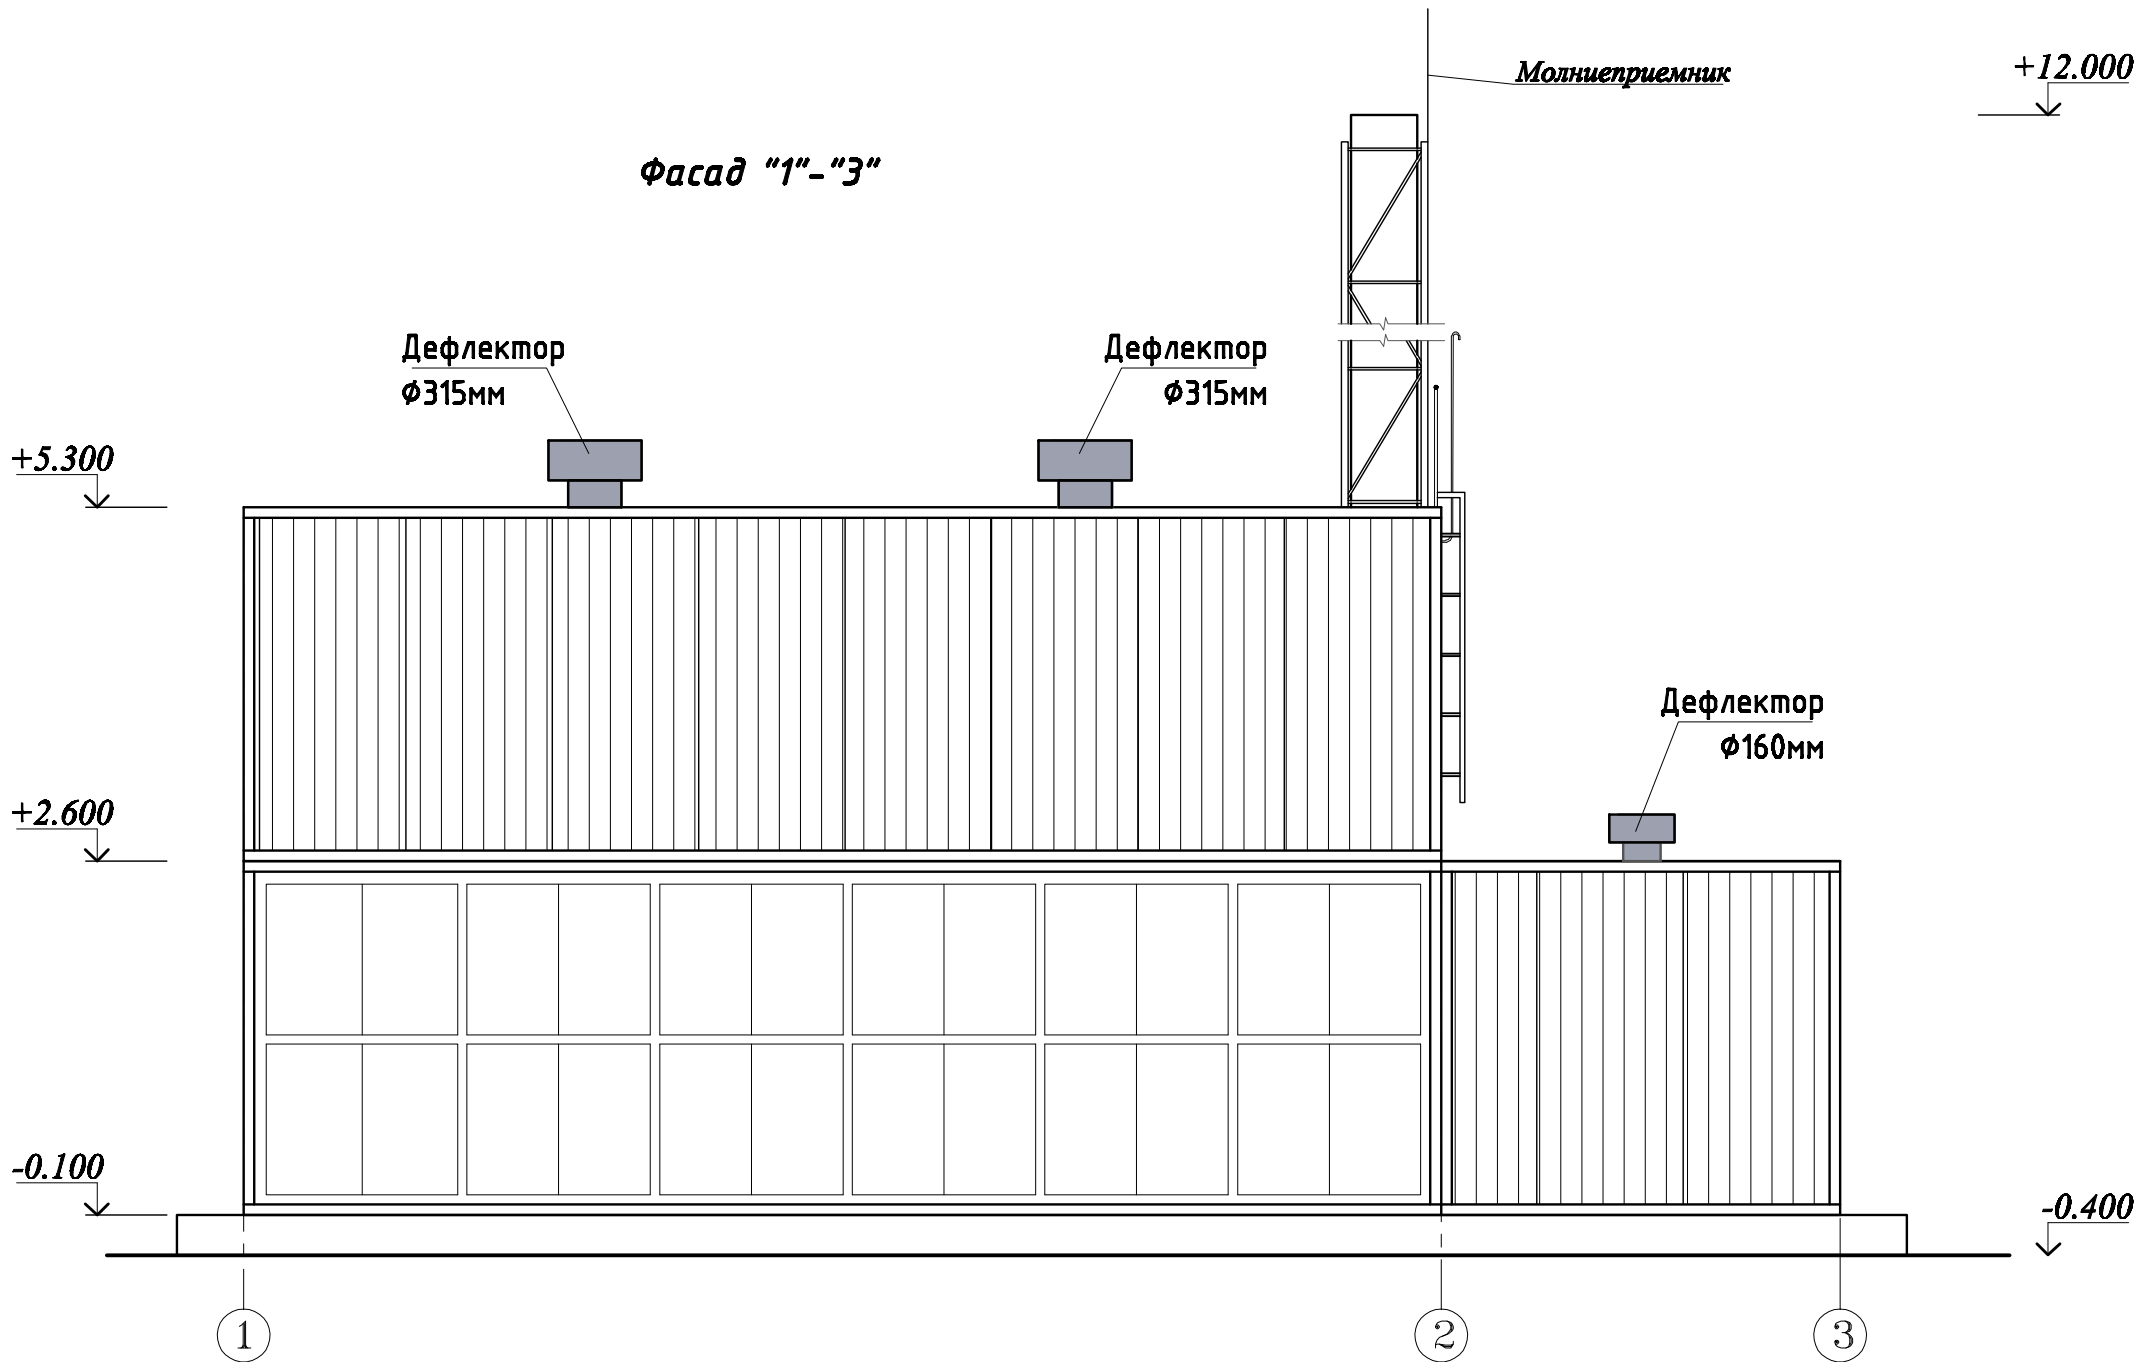 Молниеприемник
+12.000
Фасад "1"-"3"
Дефлектор
Ф315мм
Дефлектор
Ф315мм
+5.300
Дефлектор
Ф160мм
+2.600
-0.100
-0.400
1
2
3